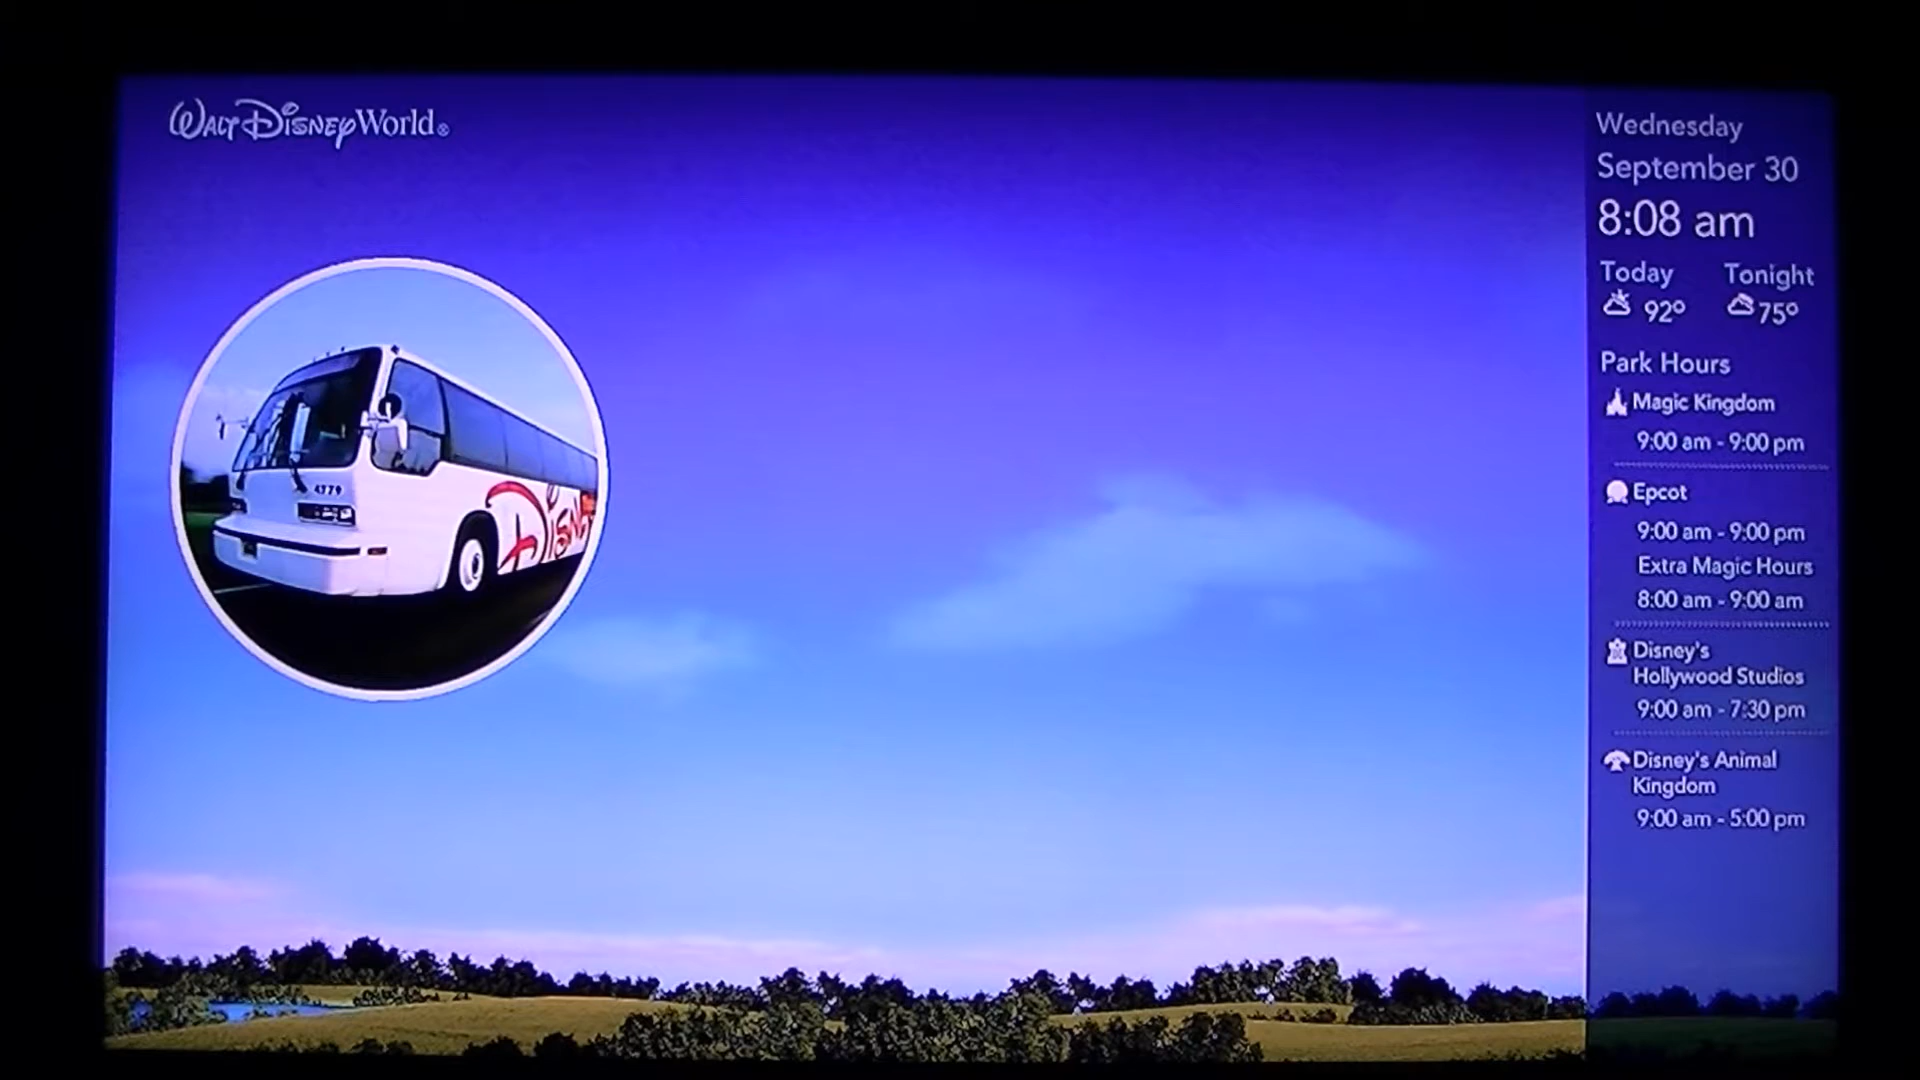 WALT DISNEY World®
4779
DISN
Wednesday
September 30
8:08 am
Today Tonight
92° 75°
Park Hours
Magic Kingdom
9:00 am - 9:00 pm
Epcot
9:00 am - 9:00 pm
Extra Magic Hours
8:00 am - 9:00 am
Disney's
Hollywood Studios
9:00 am - 7:30 pm
Disney's Animal
Kingdom
9:00 am - 5:00 pm